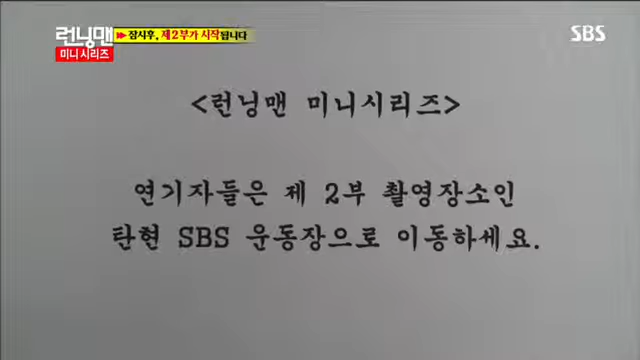 런닝맨
미니시리즈
잠시후, 제2부가 시작됩니다
SBS
<런닝맨 미니시리즈>
연기자들은 제 2부 촬영장소인
탄현 SBS 운동장으로 이동하세요.